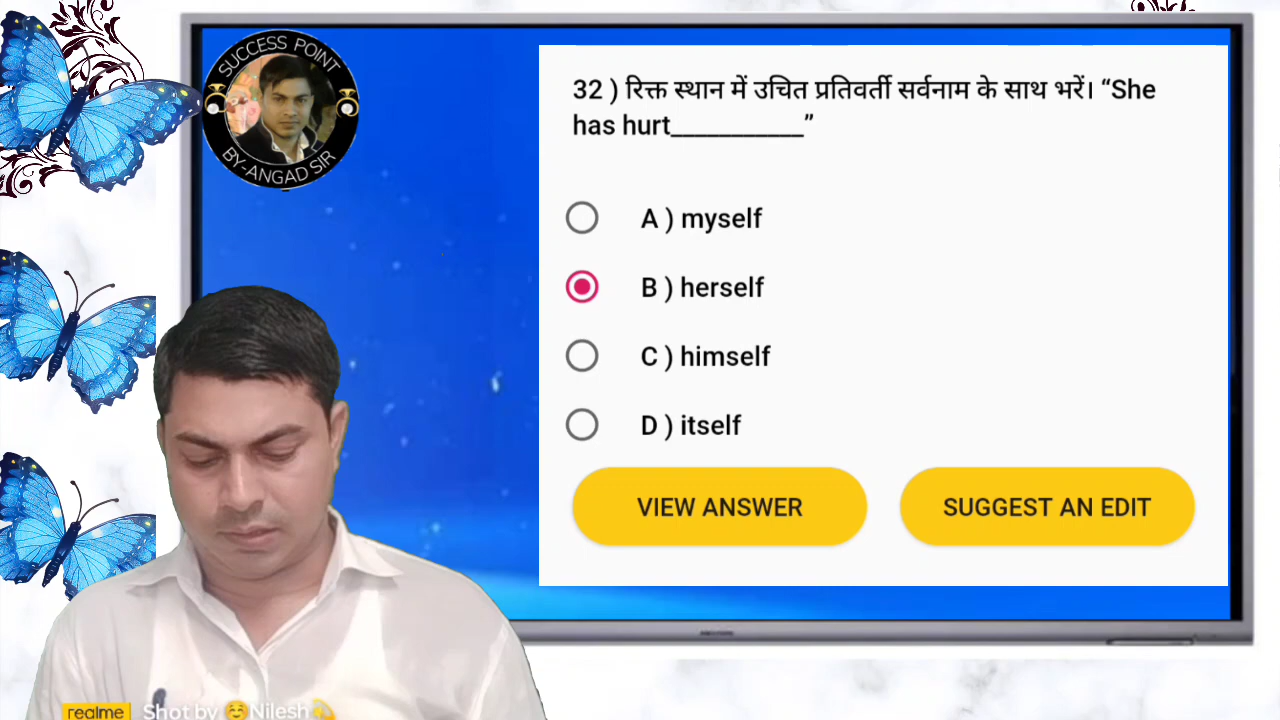 SUCCESS POINT
BY-ANGAD SIR
32 ) रिक्त स्थान में उचित प्रतिवर्ती सर्वनाम के साथ भरें। “She
has hurt___________”
A ) myself
B ) herself
C ) himself
D ) itself
VIEW ANSWER
SUGGEST AN EDIT
realme
Shot by ☺️Nilesh💫